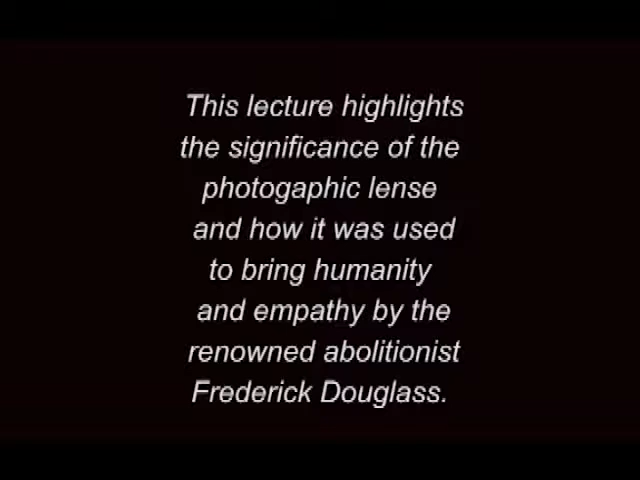 This lecture highlights
the significance of the
photogaphic lense
and how it was used
to bring humanity
and empathy by the
renowned abolitionist
Frederick Douglass.